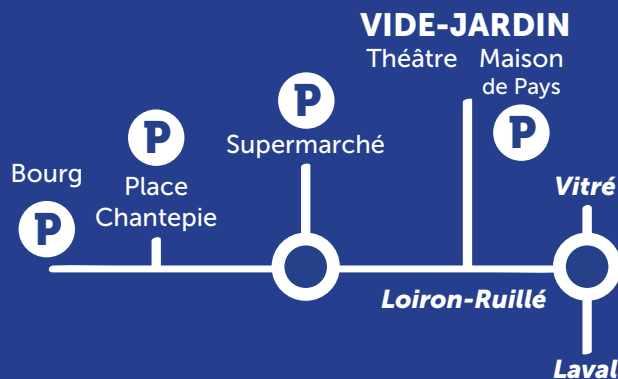 VIDE-JARDIN
Théâtre Maison
de Pays
P
P
Supermarché
P
Place
Chantepie
Bourg
P
Vitré
Loiron-Ruillé
Laval